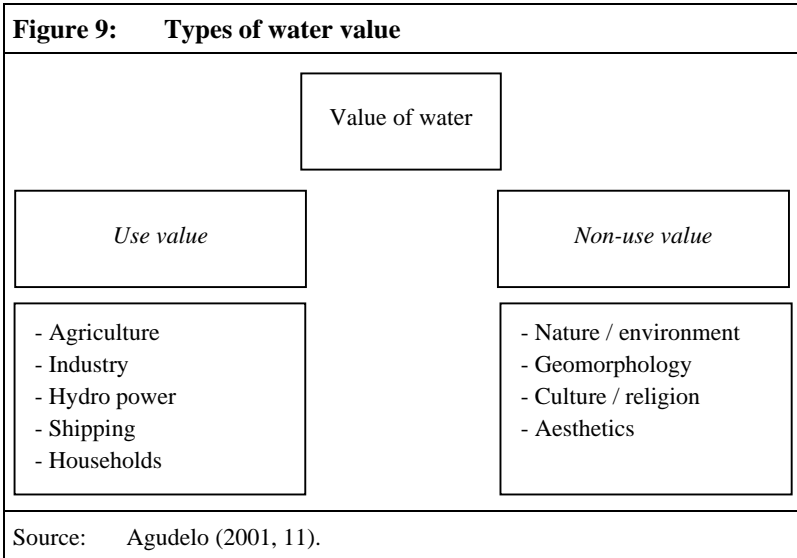 Figure 9: Types of water value
Value of water
Use value
Non-use value
- Agriculture
- Industry
- Hydro power
- Shipping
- Households
- Nature / environment
- Geomorphology
- Culture / religion
- Aesthetics
Source: Agudelo (2001, 11).